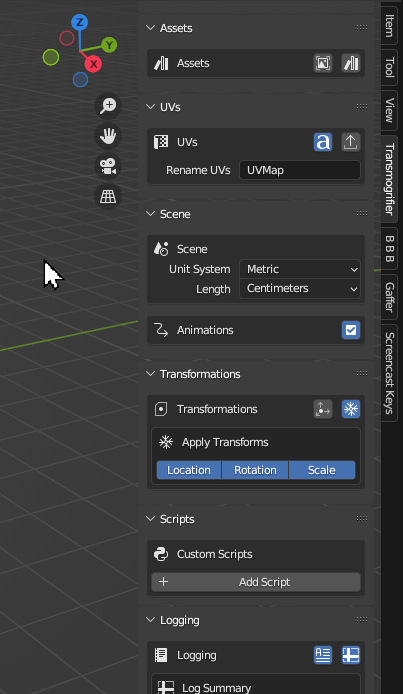 Z
Y
X
Assets
Assets
UVs
UVs
a
Rename UVs UVMap
Scene
Scene
Unit System Metric
Length Centimeters
Animations
Transformations
Transformations
Apply Transforms
Location Rotation Scale
Scripts
Custom Scripts
+ Add Script
Logging
Logging
Log Summary
Item
Tool
View
Transmogrifier
B B B
Gaffer
Screencast Keys